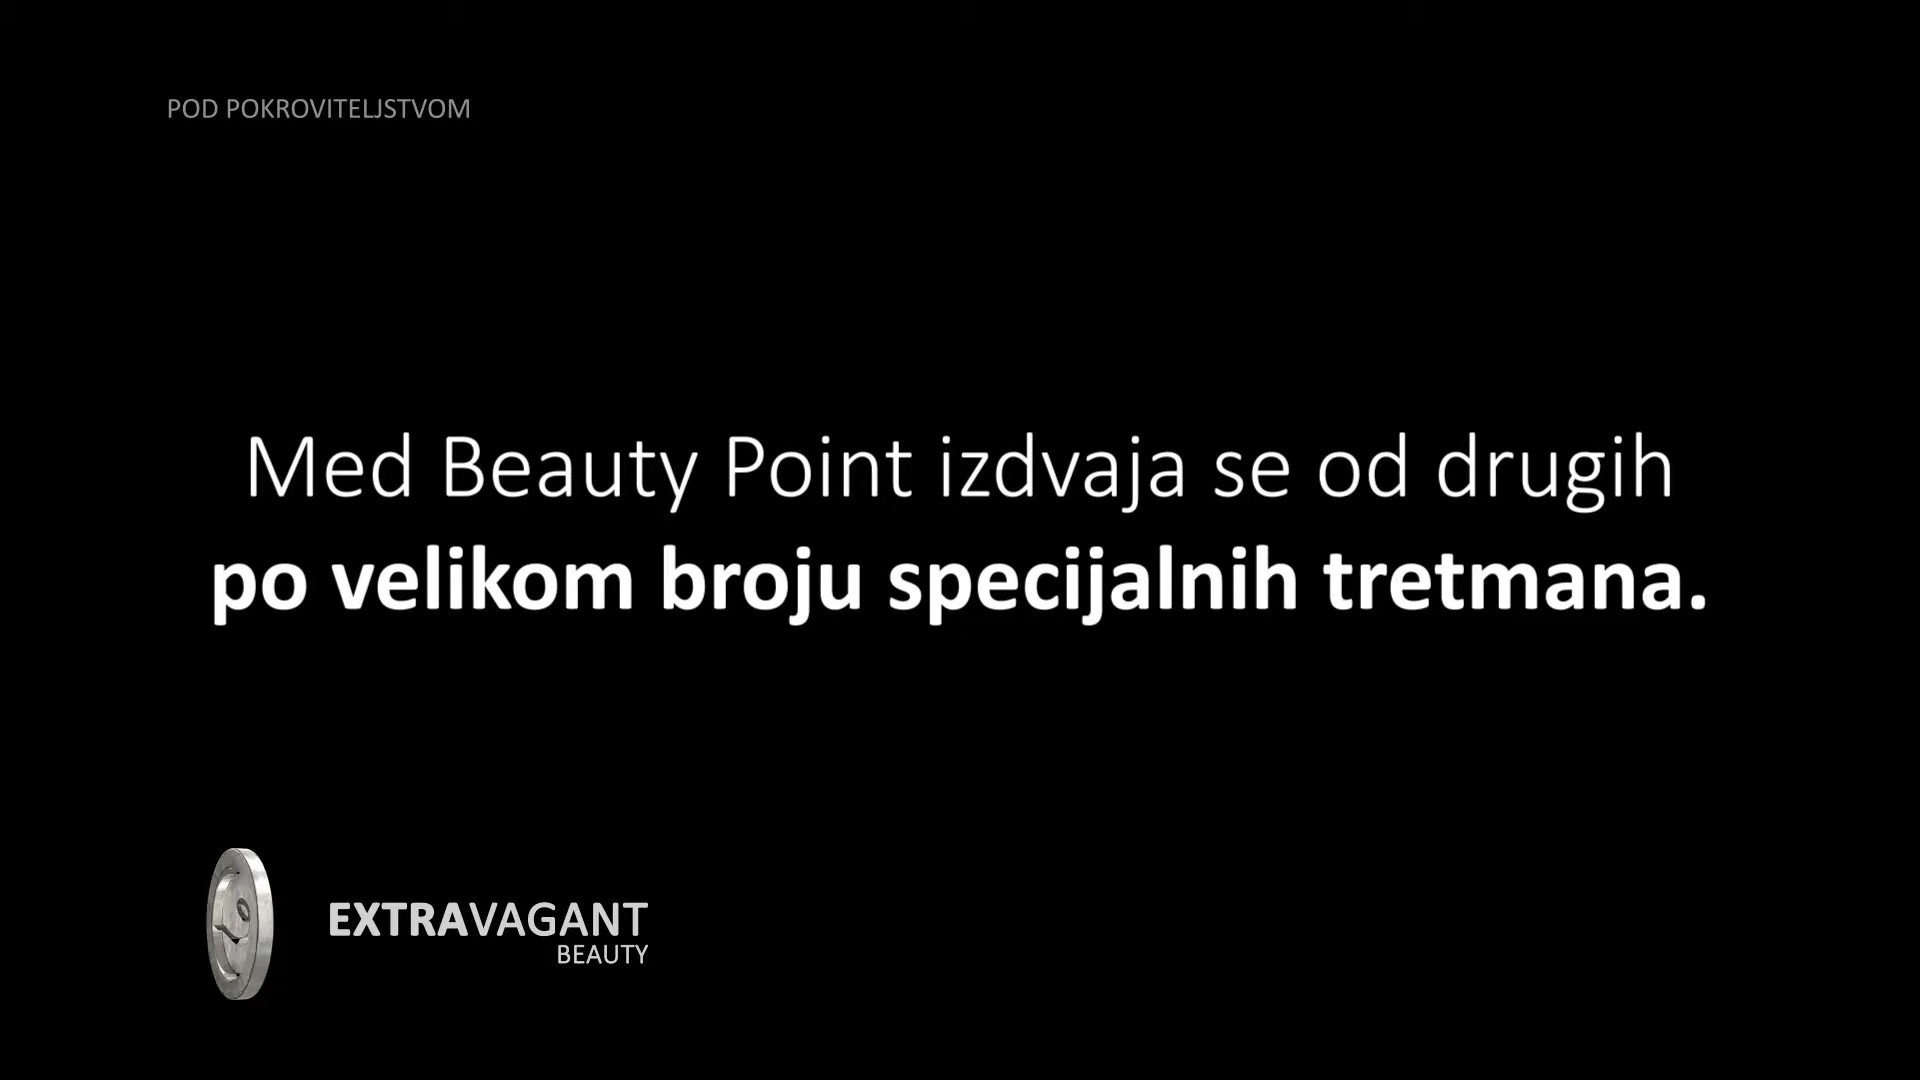 POD POKROVITELJSTVOM
Med Beauty Point izdvaja se od drugih
po velikom broju specijalnih tretmana.
EXTRAVAGANT
BEAUTY